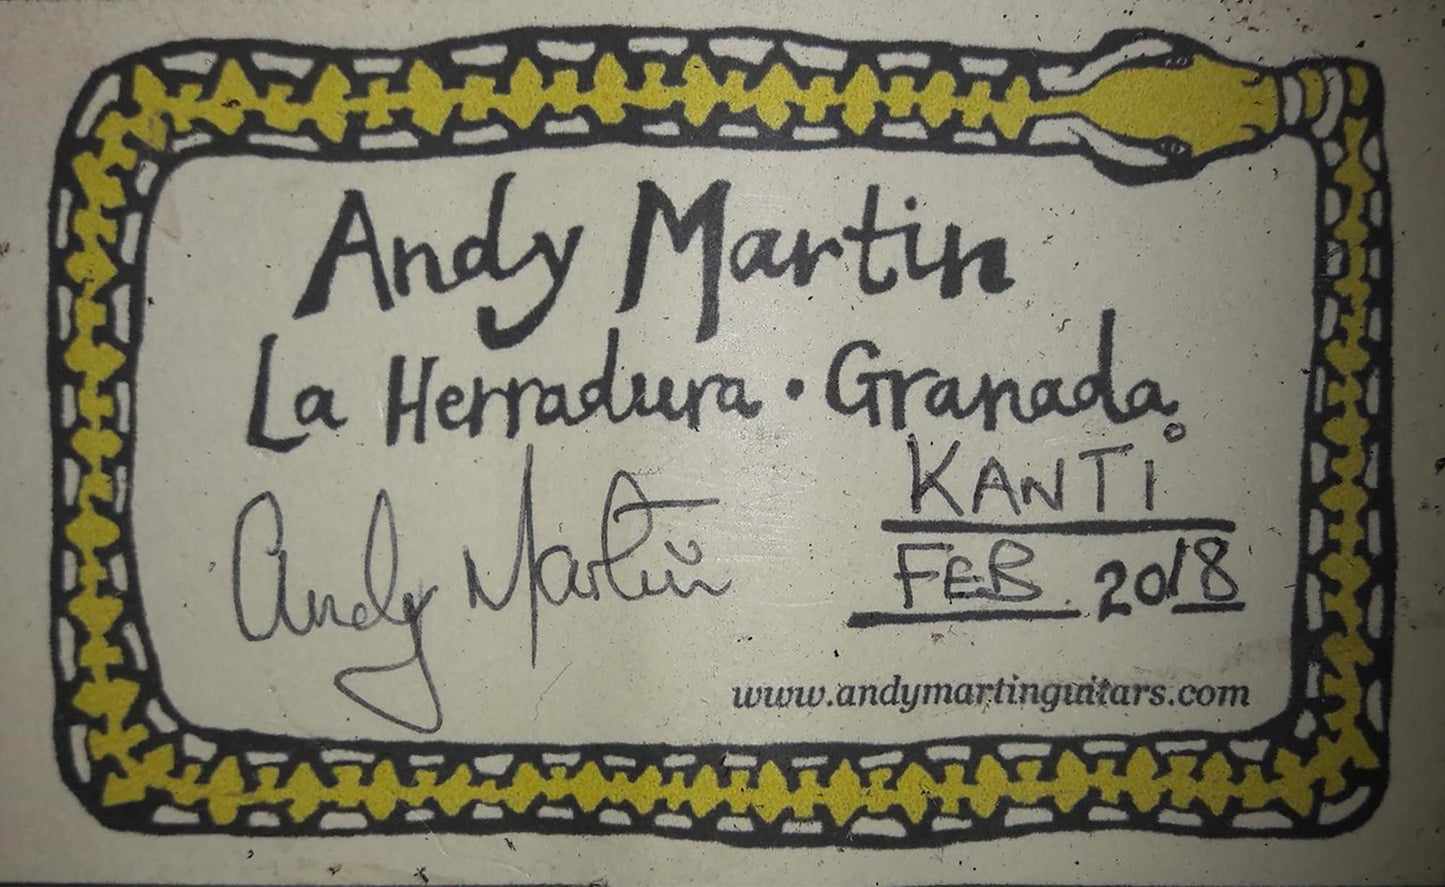 Andy Martin
La Herradura · Granada
KANTI
Andy Martin
FEB. 2018
www.andymartinguitars.com